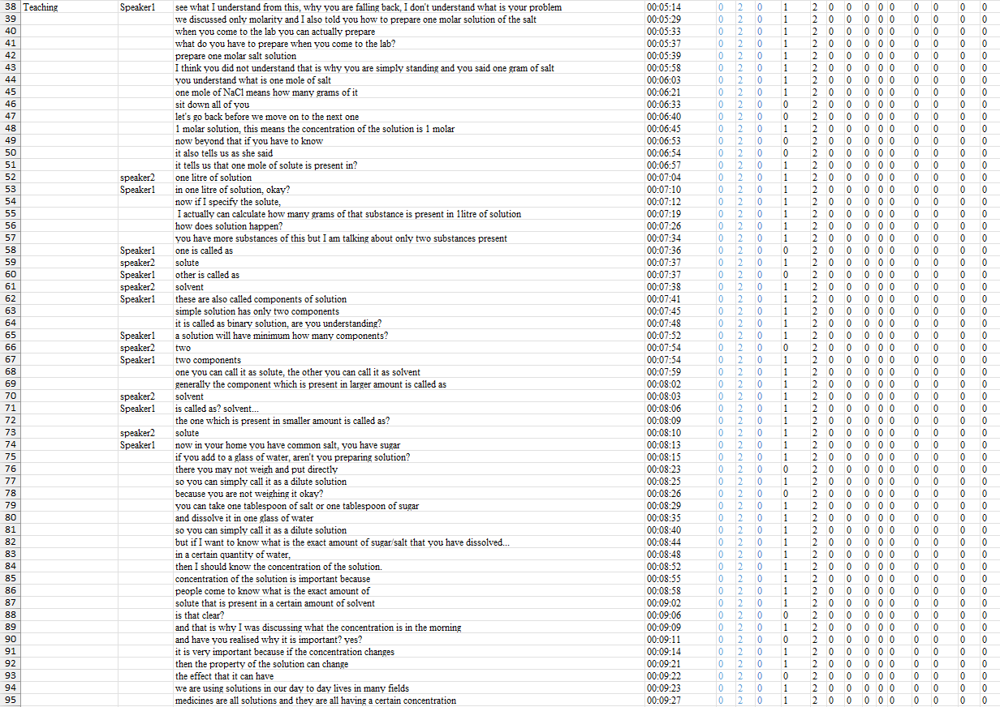 38 Teaching Speaker1 see what I understand from this, why you are falling back, I don't understand what is your problem 00:05:14 0 2 0 1 2 0 0 0 0 0 0 0 0 0
39 we discussed only molarity and I also told you how to prepare one molar solution of the salt 00:05:29 0 2 0 1 2 0 0 0 0 0 0 0 0 0
40 when you come to the lab you can actually prepare 00:05:33 0 2 0 1 2 0 0 0 0 0 0 0 0 0
41 what do you have to prepare when you come to the lab? 00:05:37 0 2 0 1 2 0 0 0 0 0 0 0 0 0
42 prepare one molar salt solution 00:05:39 0 2 0 1 2 0 0 0 0 0 0 0 0 0
43 I think you did not understand that is why you are simply standing and you said one gram of salt 00:05:58 0 2 0 1 2 0 0 0 0 0 0 0 0 0
44 you understand what is one mole of salt 00:06:03 0 2 0 1 2 0 0 0 0 0 0 0 0 0
45 one mole of NaCl means how many grams of it 00:06:21 0 2 0 1 2 0 0 0 0 0 0 0 0 0
46 sit down all of you 00:06:33 0 2 0 0 2 0 0 0 0 0 0 0 0 0
47 let's go back before we move on to the next one 00:06:40 0 2 0 0 2 0 0 0 0 0 0 0 0 0
48 1 molar solution, this means the concentration of the solution is 1 molar 00:06:45 0 2 0 1 2 0 0 0 0 0 0 0 0 0
49 now beyond that if you have to know 00:06:53 0 2 0 0 2 0 0 0 0 0 0 0 0 0
50 it also tells us as she said 00:06:54 0 2 0 0 2 0 0 0 0 0 0 0 0 0
51 it tells us that one mole of solute is present in? 00:06:57 0 2 0 1 2 0 0 0 0 0 0 0 0 0
52 speaker2 one litre of solution 00:07:04 0 2 0 1 2 0 0 0 0 0 0 0 0 0
53 Speaker1 in one litre of solution, okay? 00:07:10 0 2 0 1 2 0 0 0 0 0 0 0 0 0
54 now if I specify the solute, 00:07:12 0 2 0 1 2 0 0 0 0 0 0 0 0 0
55 I actually can calculate how many grams of that substance is present in 1litre of solution 00:07:19 0 2 0 1 2 0 0 0 0 0 0 0 0 0
56 how does solution happen? 00:07:26 0 2 0 1 2 0 0 0 0 0 0 0 0 0
57 you have more substances of this but I am talking about only two substances present 00:07:34 0 2 0 1 2 0 0 0 0 0 0 0 0 0
58 Speaker1 one is called as 00:07:36 0 2 0 0 2 0 0 0 0 0 0 0 0 0
59 speaker2 solute 00:07:37 0 2 0 1 2 0 0 0 0 0 0 0 0 0
60 Speaker1 other is called as 00:07:37 0 2 0 0 2 0 0 0 0 0 0 0 0 0
61 speaker2 solvent 00:07:38 0 2 0 1 2 0 0 0 0 0 0 0 0 0
62 Speaker1 these are also called components of solution 00:07:41 0 2 0 1 2 0 0 0 0 0 0 0 0 0
63 simple solution has only two components 00:07:45 0 2 0 1 2 0 0 0 0 0 0 0 0 0
64 it is called as binary solution, are you understanding? 00:07:48 0 2 0 1 2 0 0 0 0 0 0 0 0 0
65 Speaker1 a solution will have minimum how many components? 00:07:52 0 2 0 1 2 0 0 0 0 0 0 0 0 0
66 speaker2 two 00:07:54 0 2 0 0 2 0 0 0 0 0 0 0 0 0
67 Speaker1 two components 00:07:54 0 2 0 1 2 0 0 0 0 0 0 0 0 0
68 one you can call it as solute, the other you can call it as solvent 00:07:59 0 2 0 1 2 0 0 0 0 0 0 0 0 0
69 generally the component which is present in larger amount is called as 00:08:02 0 2 0 1 2 0 0 0 0 0 0 0 0 0
70 speaker2 solvent 00:08:03 0 2 0 1 2 0 0 0 0 0 0 0 0 0
71 Speaker1 is called as? solvent... 00:08:06 0 2 0 1 2 0 0 0 0 0 0 0 0 0
72 the one which is present in smaller amount is called as? 00:08:09 0 2 0 1 2 0 0 0 0 0 0 0 0 0
73 speaker2 solute 00:08:10 0 2 0 1 2 0 0 0 0 0 0 0 0 0
74 Speaker1 now in your home you have common salt, you have sugar 00:08:13 0 2 0 1 2 0 0 0 0 0 0 0 0 0
75 if you add to a glass of water, aren't you preparing solution? 00:08:15 0 2 0 1 2 0 0 0 0 0 0 0 0 0
76 there you may not weigh and put directly 00:08:23 0 2 0 0 2 0 0 0 0 0 0 0 0 0
77 so you can simply call it as a dilute solution 00:08:25 0 2 0 1 2 0 0 0 0 0 0 0 0 0
78 because you are not weighing it okay? 00:08:26 0 2 0 0 2 0 0 0 0 0 0 0 0 0
79 you can take one tablespoon of salt or one tablespoon of sugar 00:08:29 0 2 0 1 2 0 0 0 0 0 0 0 0 0
80 and dissolve it in one glass of water 00:08:35 0 2 0 1 2 0 0 0 0 0 0 0 0 0
81 so you can simply call it as a dilute solution 00:08:40 0 2 0 1 2 0 0 0 0 0 0 0 0 0
82 but if I want to know what is the exact amount of sugar/salt that you have dissolved... 00:08:44 0 2 0 1 2 0 0 0 0 0 0 0 0 0
83 in a certain quantity of water, 00:08:48 0 2 0 1 2 0 0 0 0 0 0 0 0 0
84 then I should know the concentration of the solution. 00:08:52 0 2 0 1 2 0 0 0 0 0 0 0 0 0
85 concentration of the solution is important because 00:08:55 0 2 0 1 2 0 0 0 0 0 0 0 0 0
86 people come to know what is the exact amount of 00:08:58 0 2 0 1 2 0 0 0 0 0 0 0 0 0
87 solute that is present in a certain amount of solvent 00:09:02 0 2 0 1 2 0 0 0 0 0 0 0 0 0
88 is that clear? 00:09:06 0 2 0 0 2 0 0 0 0 0 0 0 0 0
89 and that is why I was discussing what the concentration is in the morning 00:09:09 0 2 0 1 2 0 0 0 0 0 0 0 0 0
90 and have you realised why it is important? yes? 00:09:11 0 2 0 0 2 0 0 0 0 0 0 0 0 0
91 it is very important because if the concentration changes 00:09:14 0 2 0 1 2 0 0 0 0 0 0 0 0 0
92 then the property of the solution can change 00:09:21 0 2 0 1 2 0 0 0 0 0 0 0 0 0
93 the effect that it can have 00:09:22 0 2 0 0 2 0 0 0 0 0 0 0 0 0
94 we are using solutions in our day to day lives in many fields 00:09:23 0 2 0 1 2 0 0 0 0 0 0 0 0 0
95 medicines are all solutions and they are all having a certain concentration 00:09:27 0 2 0 1 2 0 0 0 0 0 0 0 0 0